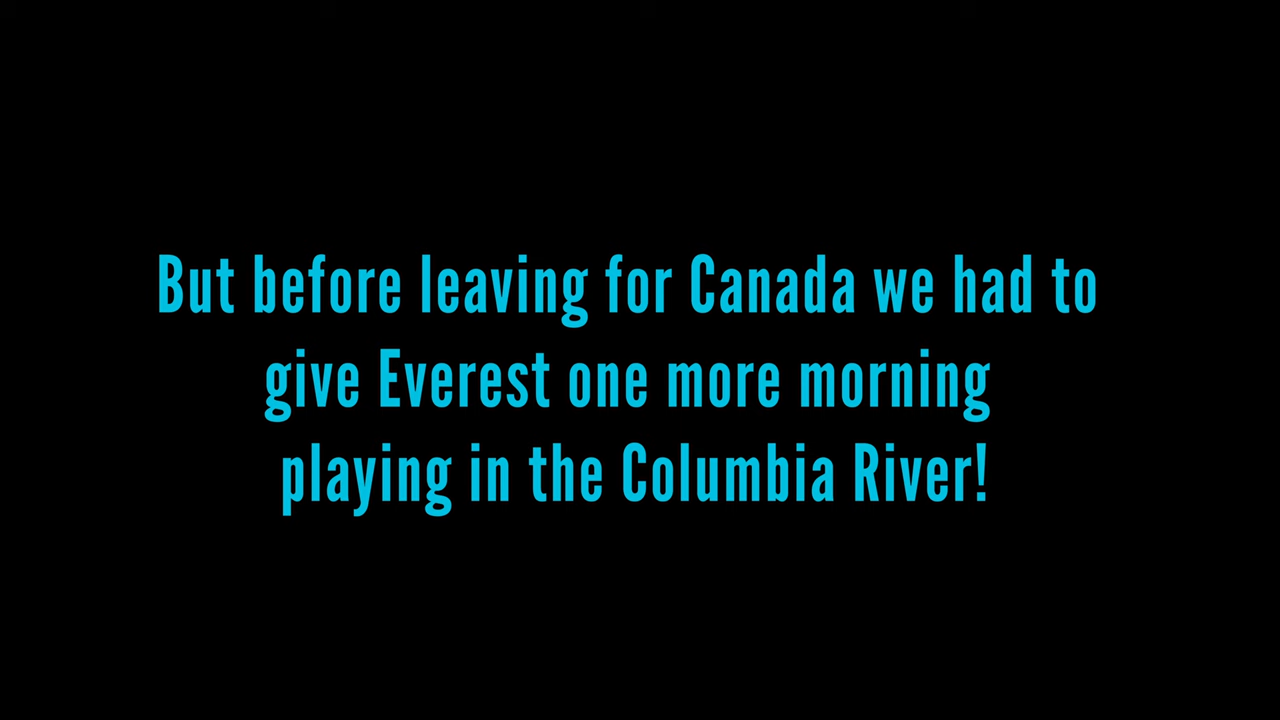 But before leaving for Canada we had to
give Everest one more morning
playing in the Columbia River!